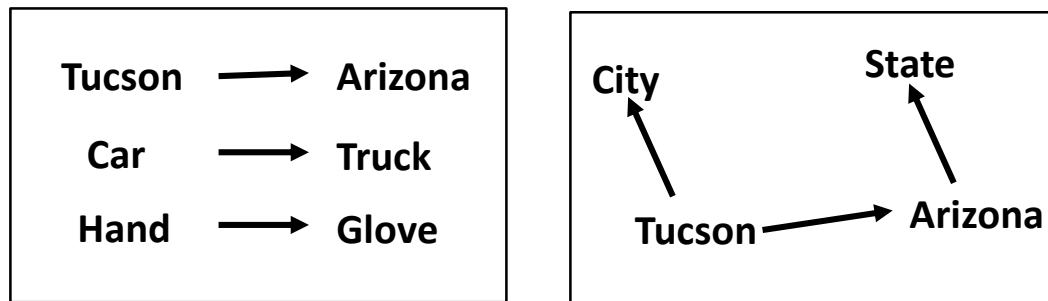 Tucson Arizona
Car Truck
Hand Glove
City State
Tucson Arizona